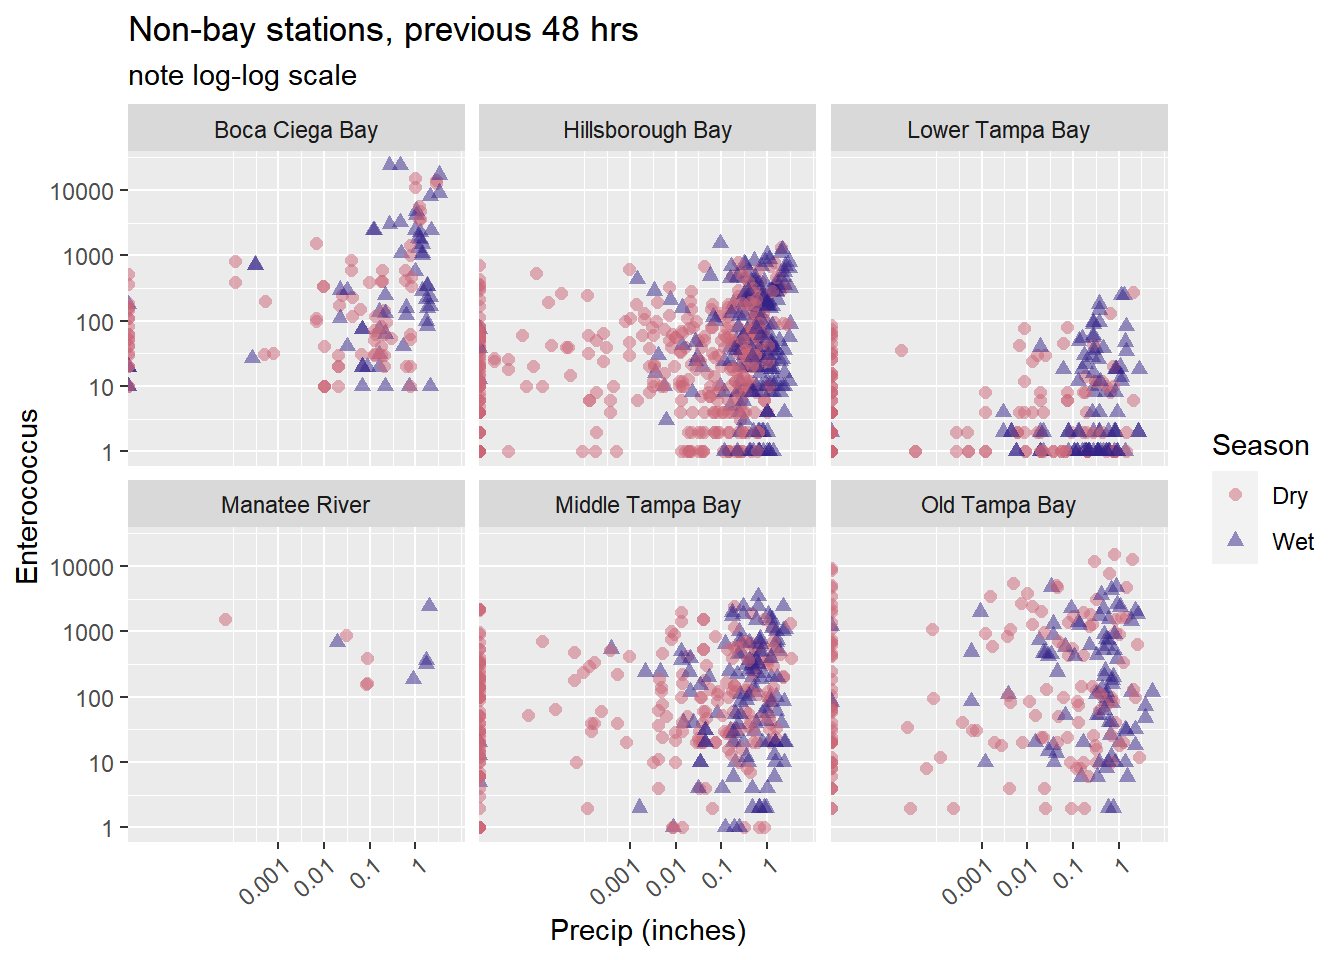 Non-bay stations, previous 48 hrs
note log-log scale
Boca Ciega Bay
Hillsborough Bay
Lower Tampa Bay
10000
1000
100
10
1
Manatee River
Middle Tampa Bay
Old Tampa Bay
10000
1000
100
10
1
0.001 0.01 0.1 1
0.001 0.01 0.1 1
0.001 0.01 0.1 1
Precip (inches)
Enterococcus
Season
Dry
Wet